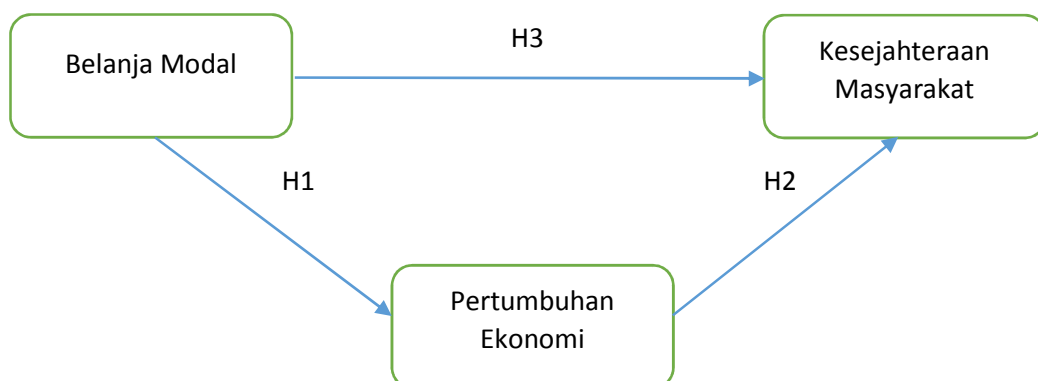 Belanja Modal
H3
Kesejahteraan
Masyarakat
H1
H2
Pertumbuhan
Ekonomi